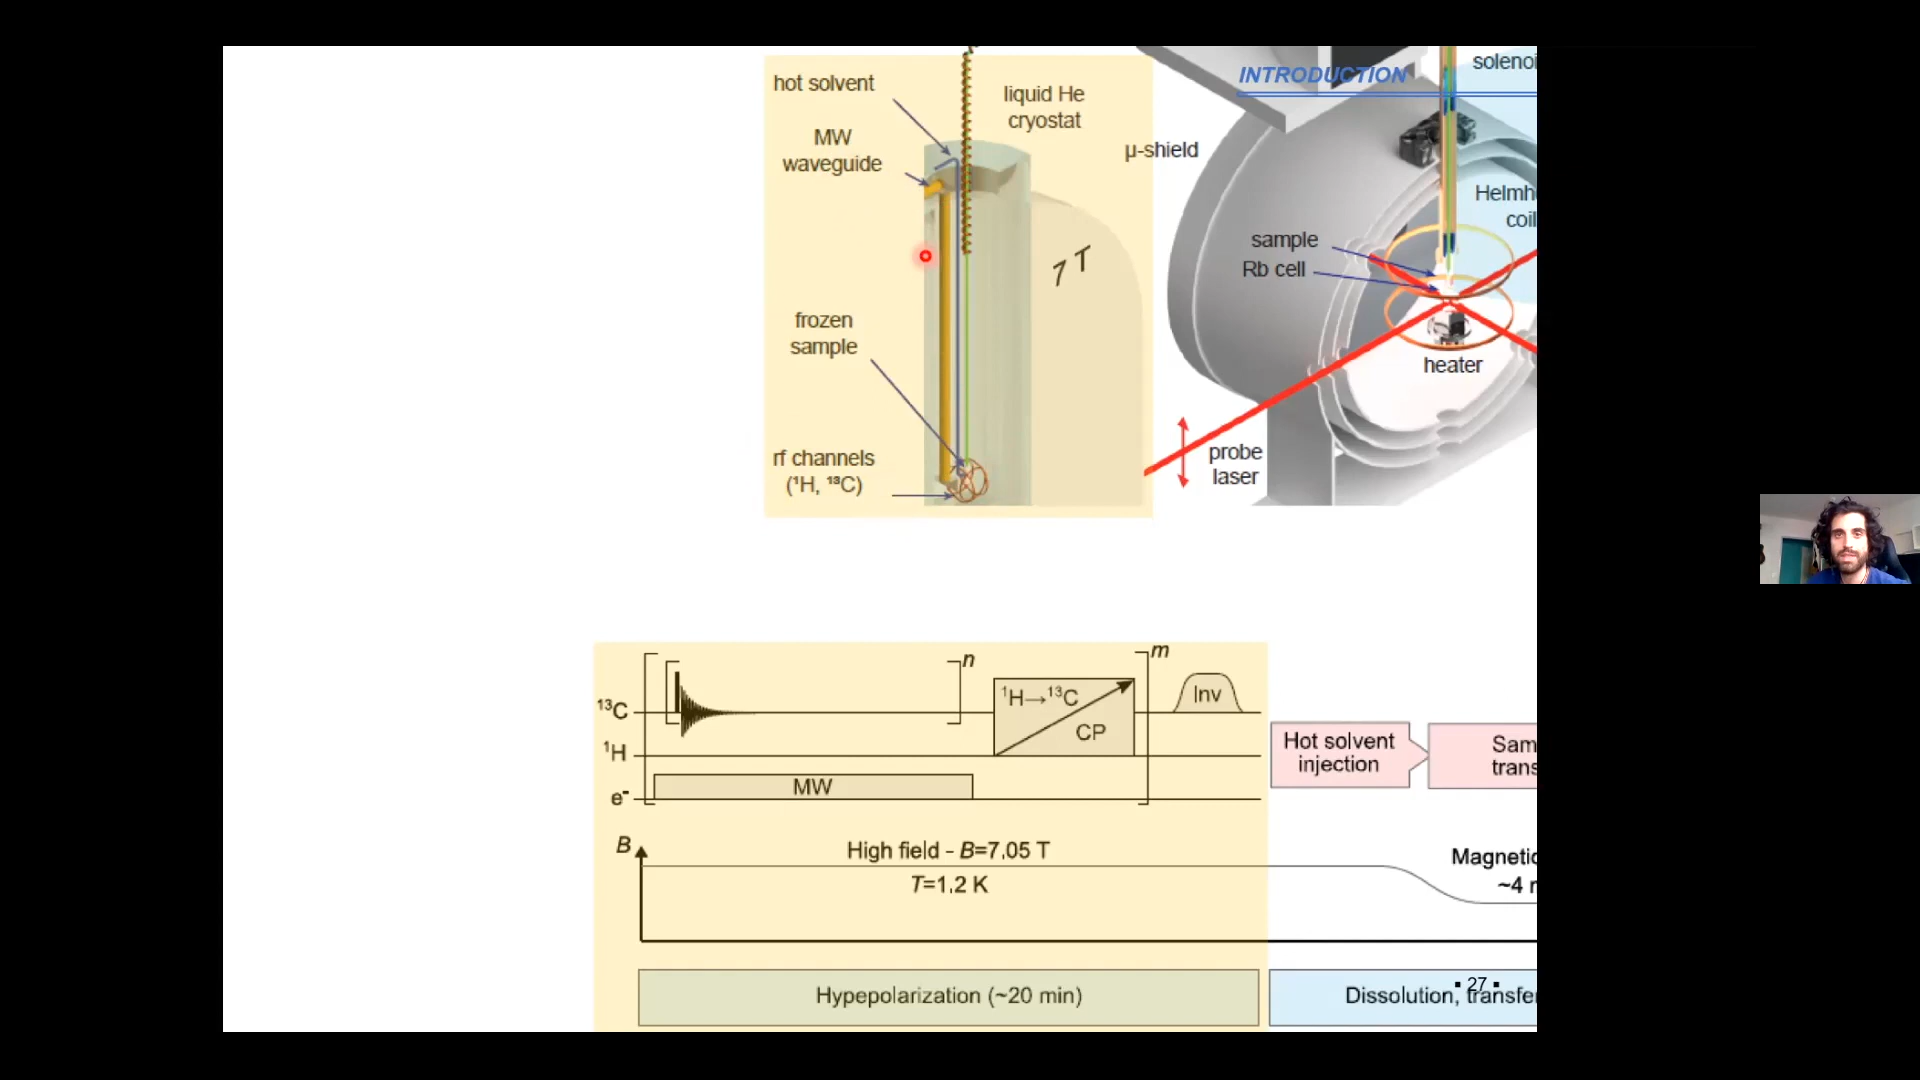 INTRODUCTION
hot solvent
liquid He
cryostat
MW
waveguide
7 T
frozen
sample
rf channels
(¹H, ¹³C)
μ-shield
solenoi
Helmh
coil
sample
Rb cell
heater
probe
laser
n
m
¹³C
¹H→¹³C
CP
Inv
¹H
e⁻
MW
Hot solvent
injection
Sam
trans
B
High field - B=7.05 T
T=1.2 K
Magnetic
~4
Hypepolarization (~20 min)
Dissolution, transfer
▪ 27 ▪